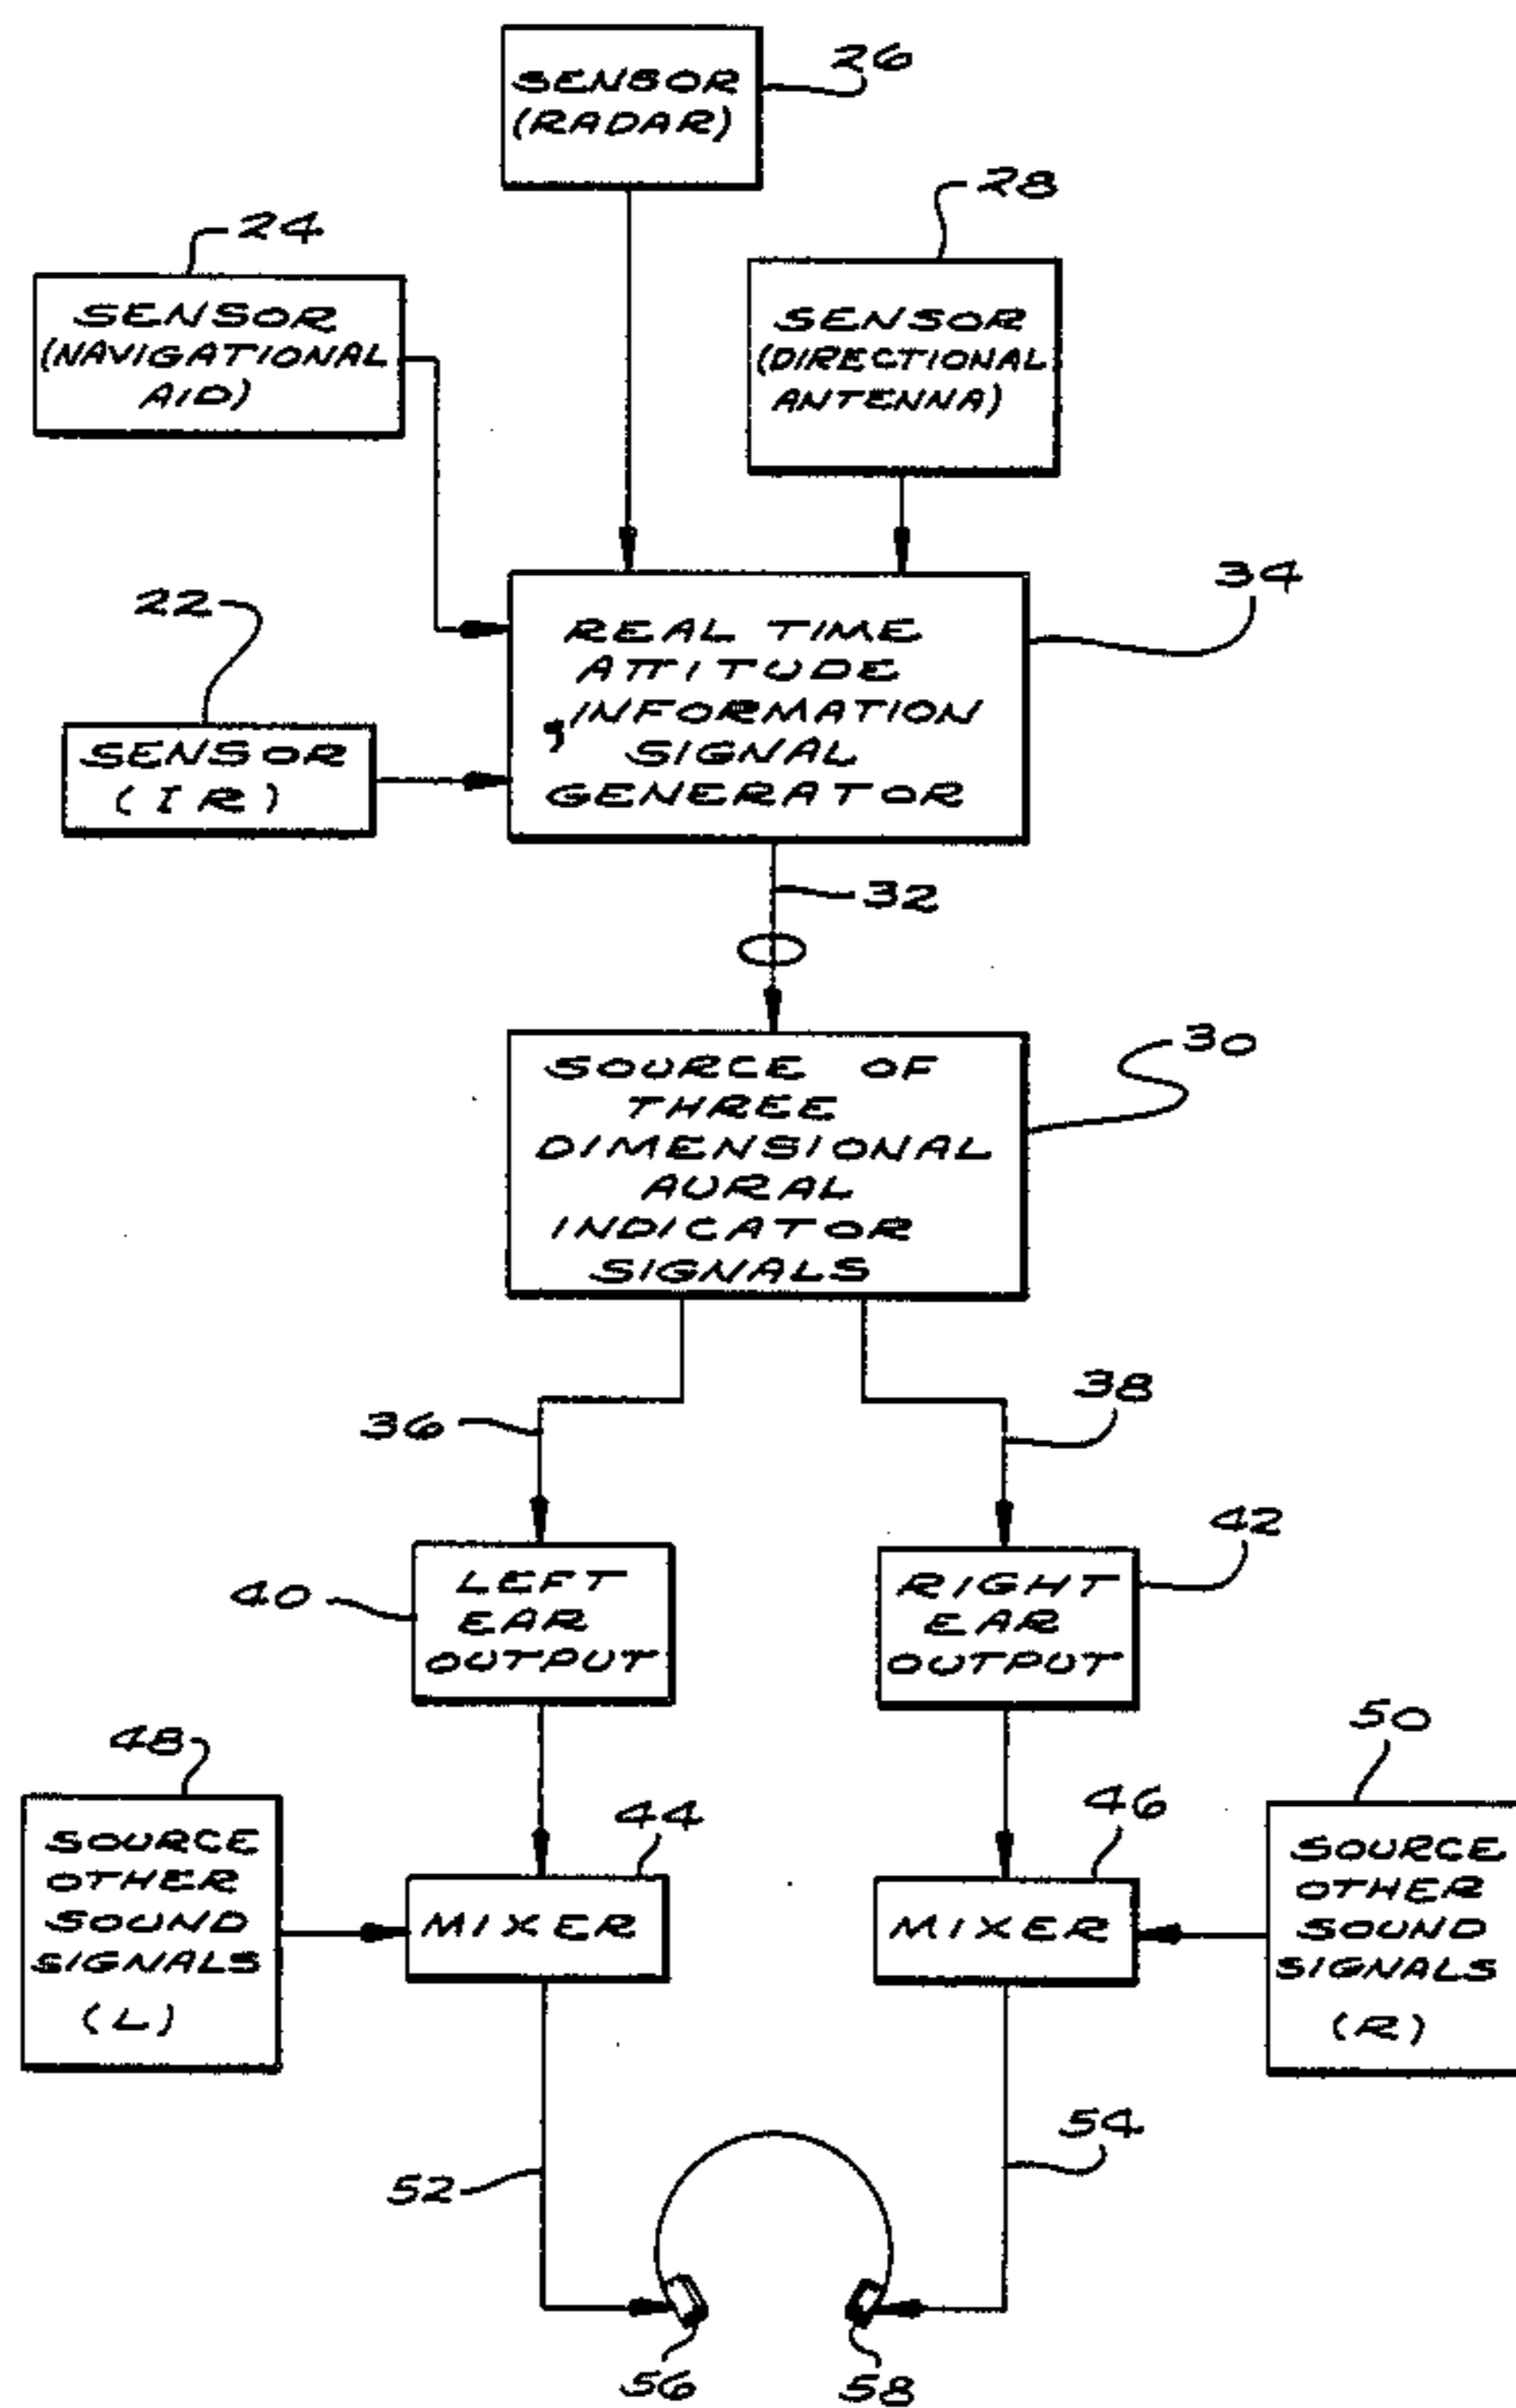 SENSOR
(RADAR)
26
28
24
SENSOR
(NAVIGATIONAL
AID)
SENSOR
(DIRECTIONAL
ANTENNA)
34
22
REAL TIME
ATTITUDE
INFORMATION
SIGNAL
GENERATOR
SENSOR
(IR)
32
30
SOURCE OF
THREE
DIMENSIONAL
AURAL
INDICATOR
SIGNALS
36
38
40
LEFT
EAR
OUTPUT
42
RIGHT
EAR
OUTPUT
48
44
46
50
SOURCE
OTHER
SOUND
SIGNALS
(L)
MIXER
MIXER
SOURCE
OTHER
SOUND
SIGNALS
(R)
52
54
56
58